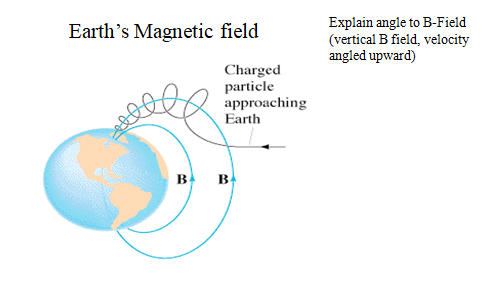 Earth's Magnetic field
Explain angle to B-Field
(vertical B field, velocity
angled upward)
Charged
particle
approaching
Earth
B
B